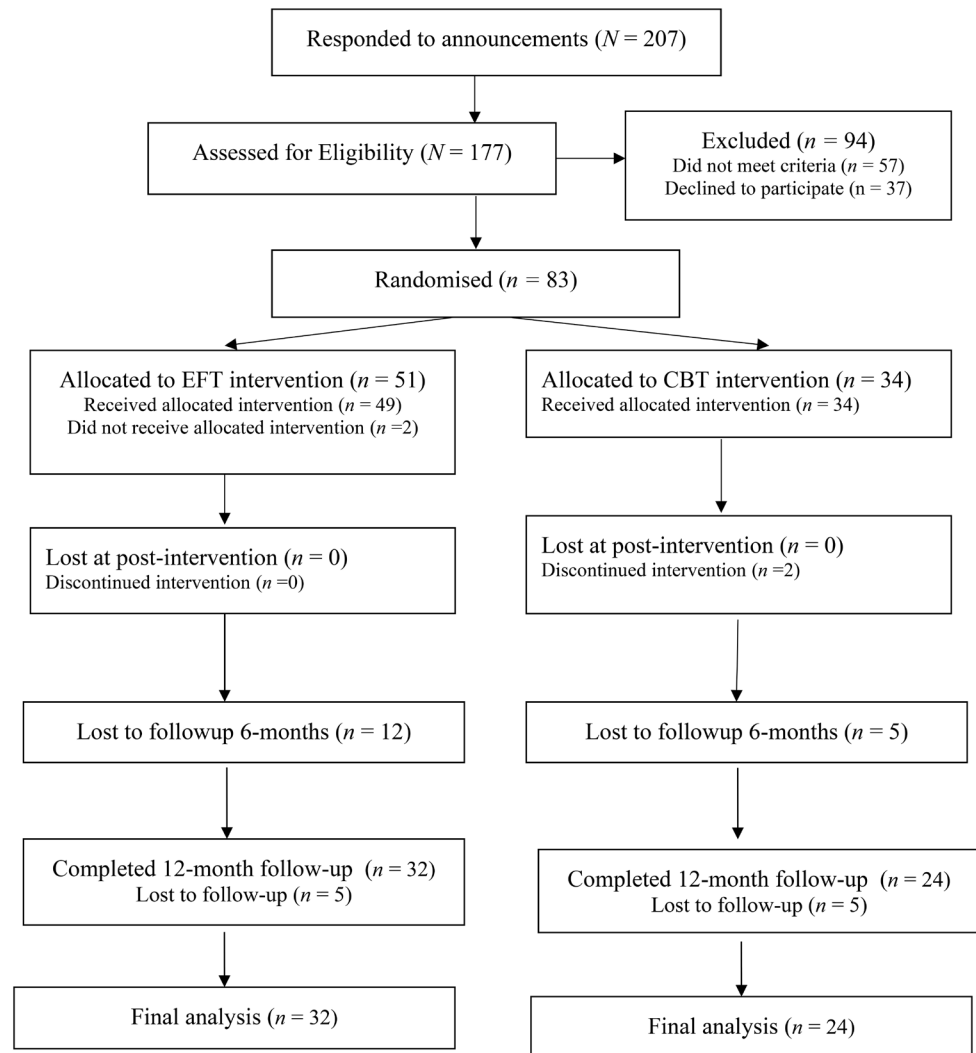 Responded to announcements (N = 207)
Assessed for Eligibility (N = 177)
Excluded (n = 94)
Did not meet criteria (n = 57)
Declined to participate (n = 37)
Randomised (n = 83)
Allocated to EFT intervention (n = 51)
Received allocated intervention (n = 49)
Did not receive allocated intervention (n =2)
Allocated to CBT intervention (n = 34)
Received allocated intervention (n = 34)
Lost at post-intervention (n = 0)
Discontinued intervention (n =0)
Lost at post-intervention (n = 0)
Discontinued intervention (n =2)
Lost to followup 6-months (n = 12)
Lost to followup 6-months (n = 5)
Completed 12-month follow-up (n = 32)
Lost to follow-up (n = 5)
Completed 12-month follow-up (n = 24)
Lost to follow-up (n = 5)
Final analysis (n = 32)
Final analysis (n = 24)